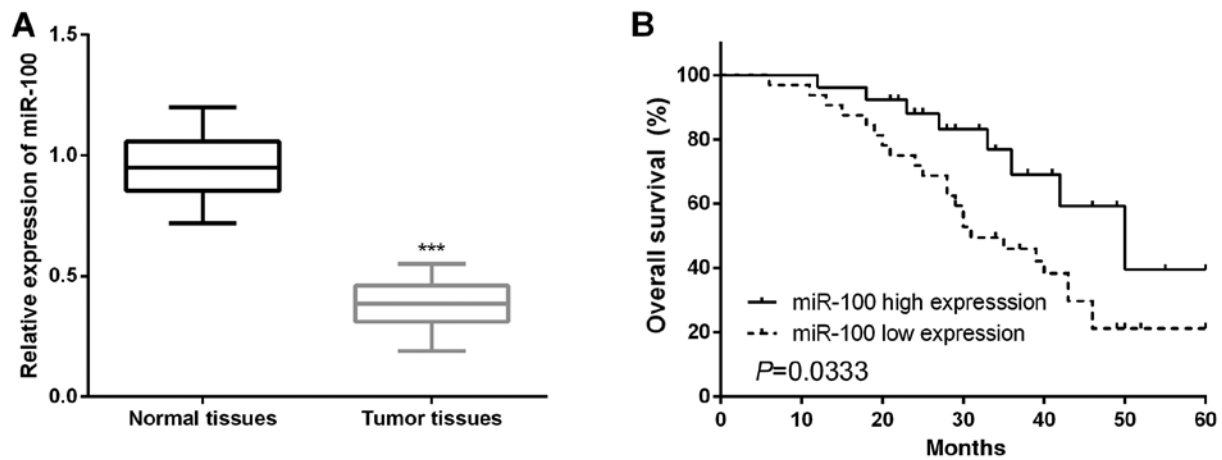 A
Relative expression of miR-100
1.5
1.0
0.5
0.0
***
Normal tissues
Tumor tissues
B
Overall survival (%)
100
80
60
40
20
0
miR-100 high expresssion
miR-100 low expression
P=0.0333
0
10
20
30
40
50
60
Months